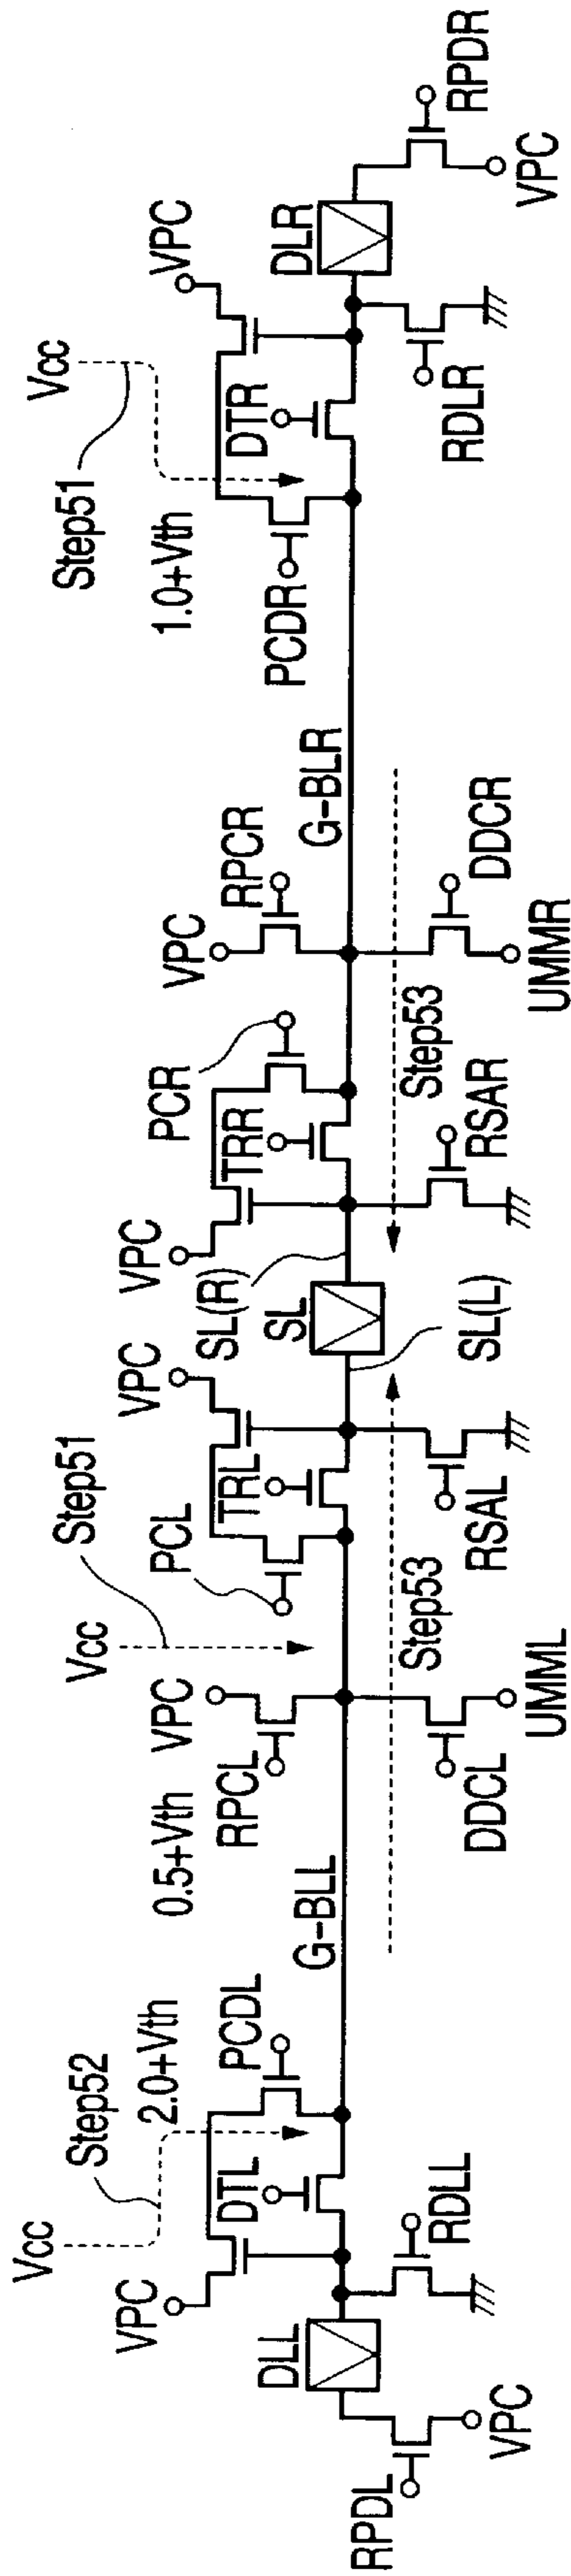 Vcc
Step52
2.0+Vth
VPC
PCDL
DTL
DLL
RPDL
VPC
RDLL
G-BLL
0.5+Vth
Vcc
Step51
VPC
RPCL
DDCL
UMML
Step53
PCL
VPC
TRL
RSAL
SL(L)
SL
SL(R)
VPC
PCR
TRR
RSAR
Step53
VPC
RPCR
DDCR
UMMR
G-BLR
Step51
Vcc
1.0+Vth
PCDR
VPC
DTR
DLR
RDLR
RPDR
VPC